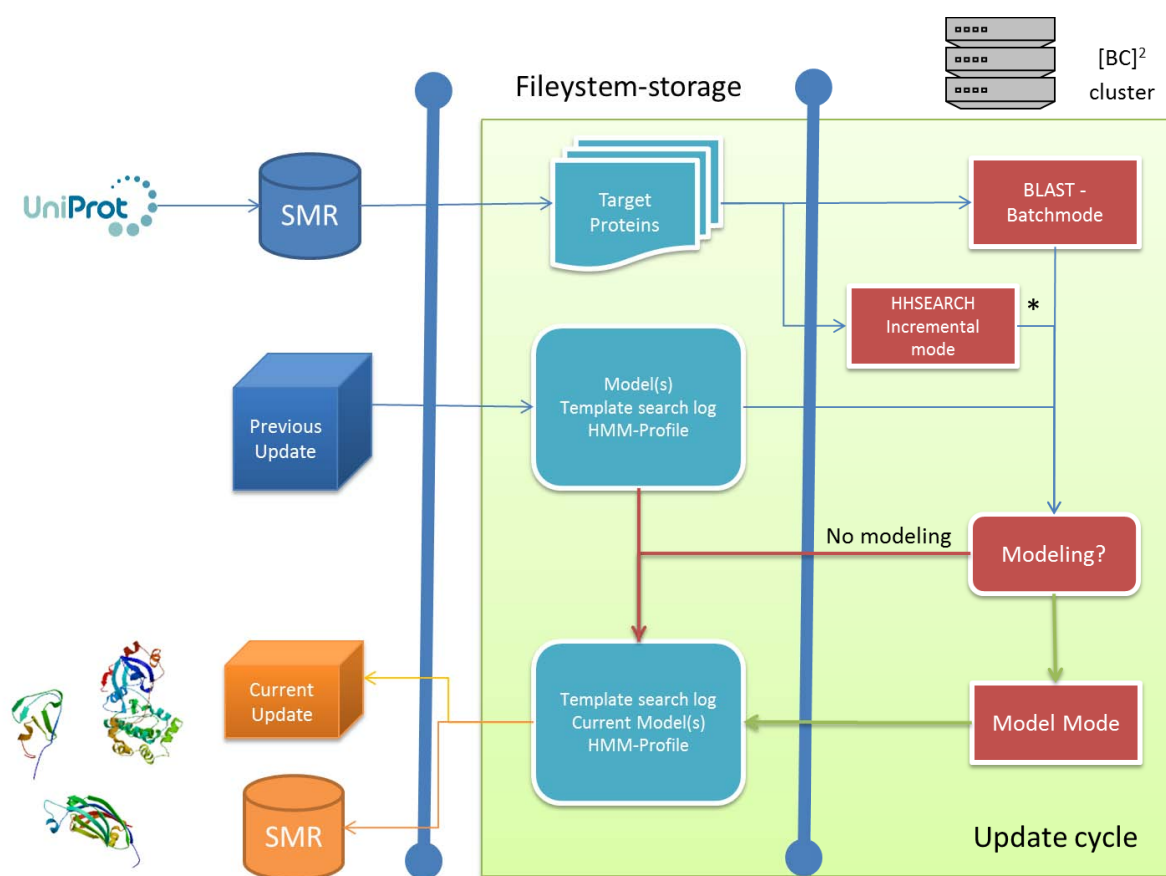 [BC]²
cluster
Fileystem-storage
UniProt
SMR
Target
Proteins
BLAST -
Batchmode
HHSEARCH
Incremental
mode
*
Previous
Update
Model(s)
Template search log
HMM-Profile
No modeling
Modeling?
Current
Update
Template search log
Current Model(s)
HMM-Profile
Model Mode
SMR
Update cycle